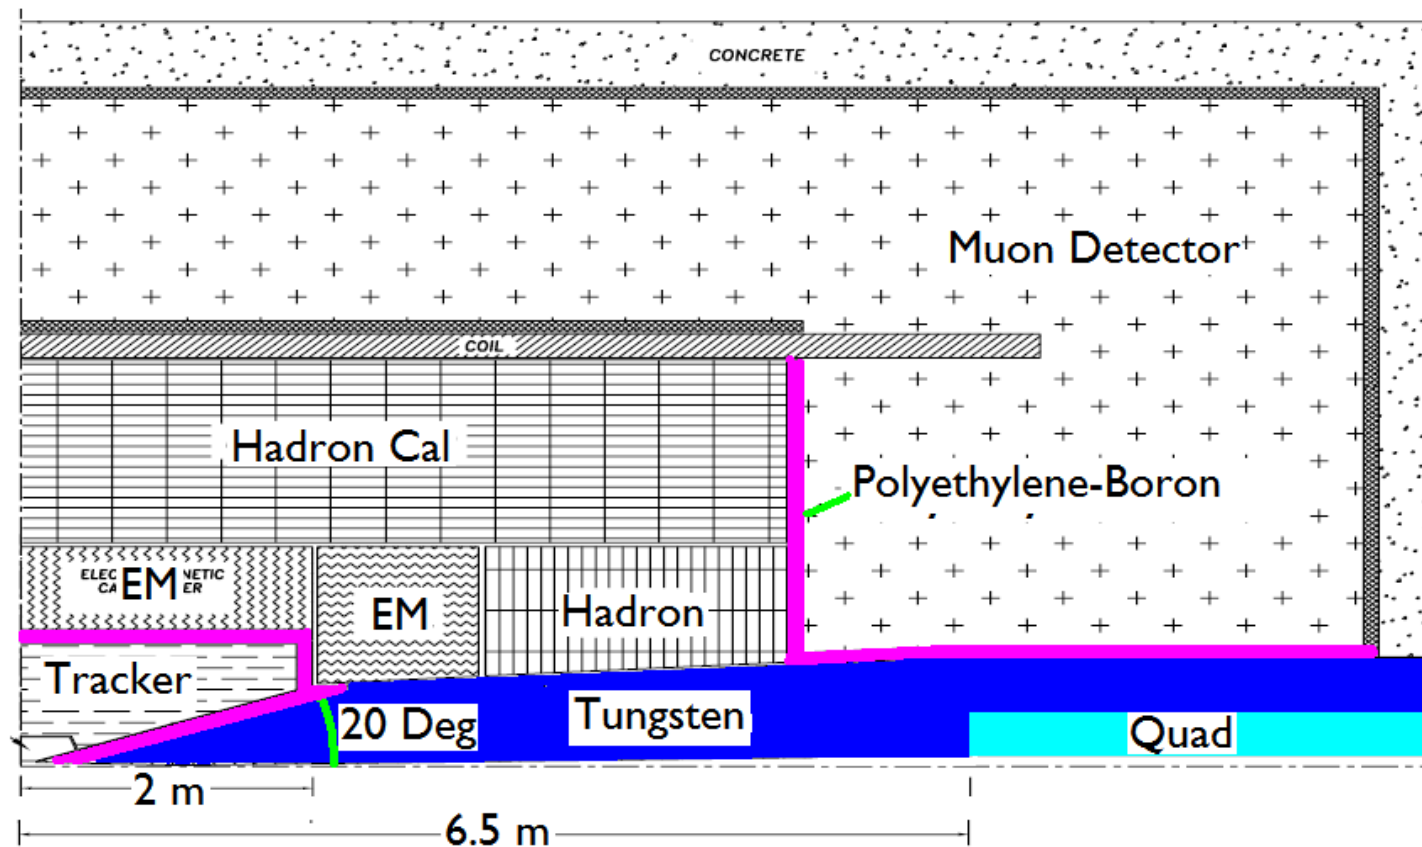 CONCRETE
Muon Detector
COIL
Hadron Cal
Polyethylene-Boron
EM
EM
Hadron
Tracker
20 Deg
Tungsten
Quad
2 m
6.5 m